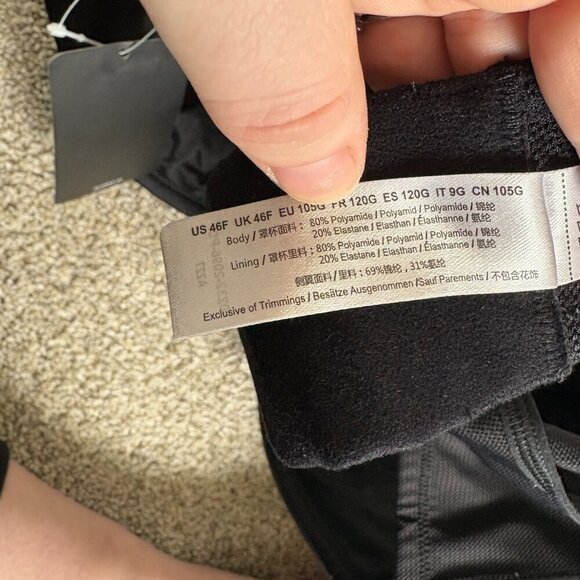 US 46F UK 46F EU 105G FR 120G ES 120G IT 9G CN 105G
Body / 罩杯面料 : 80% Polyamide / Polyamid / Polyamide / 锦纶
20% Elastane / Elasthan / Élasthanne / 氨纶
Lining / 罩杯里料 : 80% Polyamide / Polyamid / Polyamide / 锦纶
20% Elastane / Elasthan / Élasthanne / 氨纶
侧翼面料 / 里料 : 69%锦纶 , 31%氨纶
Exclusive of Trimmings / Besätze Ausgenommen / Sauf Parements / 不包含花饰